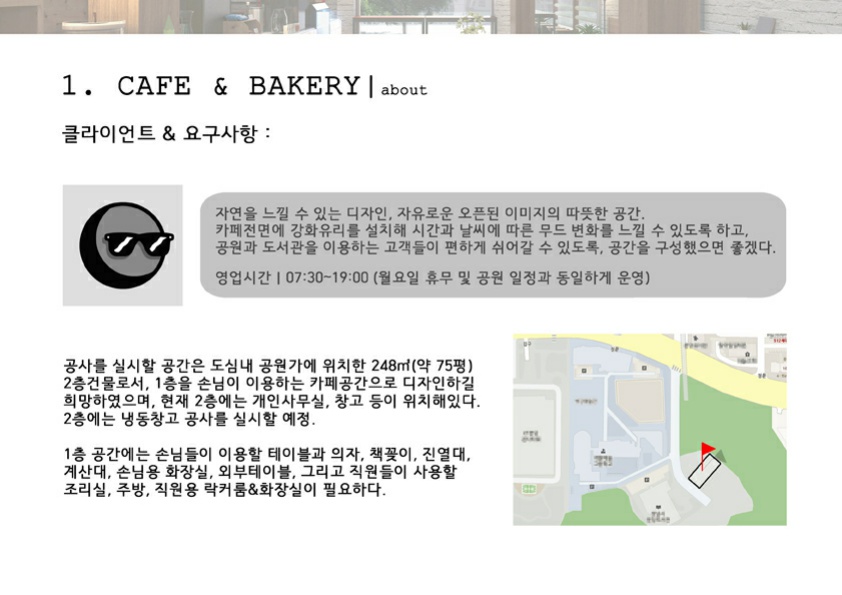 1. CAFE & BAKERY| about
클라이언트 & 요구사항 :
자연을 느낄 수 있는 디자인, 자유로운 오픈된 이미지의 따뜻한 공간.
카페전면에 강화유리를 설치해 시간과 날씨에 따른 무드 변화를 느낄 수 있도록 하고,
공원과 도서관을 이용하는 고객들이 편하게 쉬어갈 수 있도록, 공간을 구성했으면 좋겠다.
영업시간 | 07:30~19:00 (월요일 휴무 및 공원 일정과 동일하게 운영)
공사를 실시할 공간은 도심내 공원가에 위치한 248㎡(약 75평)
2층건물로서, 1층을 손님이 이용하는 카페공간으로 디자인하길
희망하였으며, 현재 2층에는 개인사무실, 창고 등이 위치해있다.
2층에는 냉동창고 공사를 실시할 예정.
1층 공간에는 손님들이 이용할 테이블과 의자, 책꽂이, 진열대,
계산대, 손님용 화장실, 외부테이블, 그리고 직원들이 사용할
조리실, 주방, 직원용 락커룸&화장실이 필요하다.